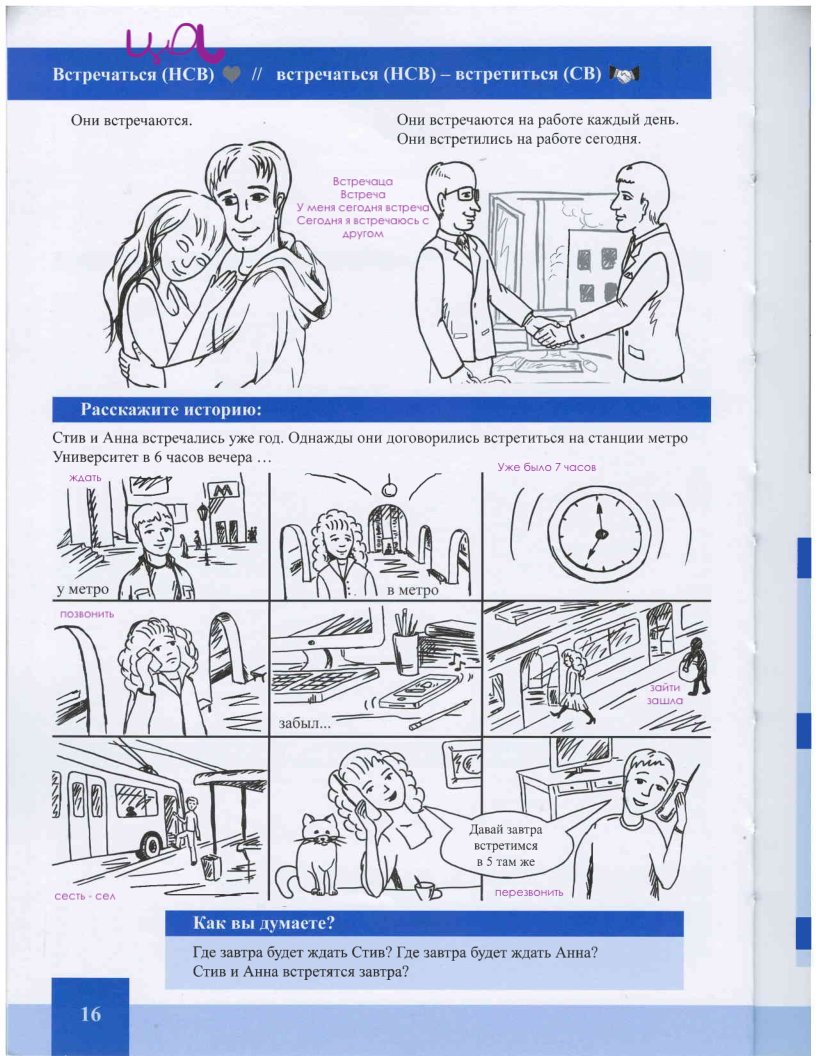 ца
Встречаться (НСВ) // встречаться (НСВ) – встретиться (СВ)
Они встречаются.
Они встречаются на работе каждый день.
Они встретились на работе сегодня.
Встречаца
Встреча
У меня сегодня встреча
Сегодня я встречаюсь с
другом
Расскажите историю:
Стив и Анна встречались уже год. Однажды они договорились встретиться на станции метро
Университет в 6 часов вечера …
ждать
Уже было 7 часов
М
у метро
в метро
позвонить
забыл...
зайти
зашла
Давай завтра
встретимся
в 5 там же
сесть - сел
перезвонить
Как вы думаете?
Где завтра будет ждать Стив? Где завтра будет ждать Анна?
Стив и Анна встретятся завтра?
16